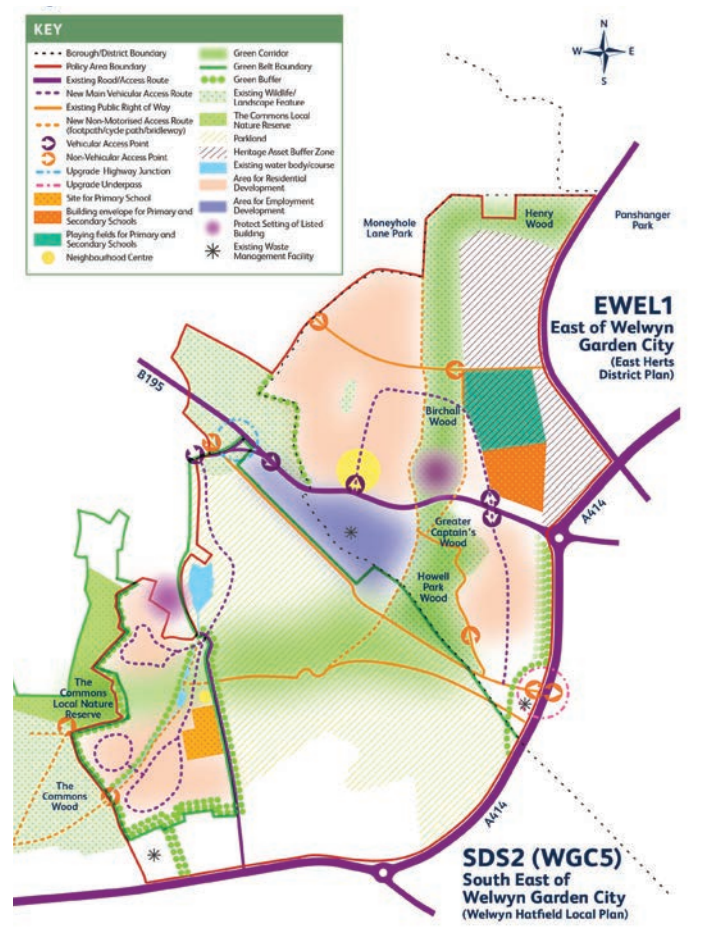 KEY
Borough/District Boundary
Policy Area Boundary
Existing Road/Access Route
New Main Vehicular Access Route
Existing Public Right of Way
New Non-Motorised Access Route
(footpath/cycle path/bridleway)
Vehicular Access Point
Non-Vehicular Access Point
Upgrade Highway Junction
Upgrade Underpass
Site for Primary School
Building envelope for Primary and
Secondary Schools
Playing fields for Primary and
Secondary Schools
Neighbourhood Centre
Green Corridor
Green Belt Boundary
Green Buffer
Existing Wildlife/
Landscape Feature
The Commons Local
Nature Reserve
Parkland
Heritage Asset Buffer Zone
Existing water body/course
Area for Residential
Development
Area for Employment
Development
Protect Setting of Listed
Building
Existing Waste
Management Facility
N
W
E
S
Moneyhole
Lane Park
Henry
Wood
Panshanger
Park
EWEL1
East of Welwyn
Garden City
(East Herts
District Plan)
B195
Birchall
Wood
A414
Greater
Captain's
Wood
Howell
Park
Wood
The
Commons
Local Nature
Reserve
The
Commons
Wood
A414
SDS2 (WGC5)
South East of
Welwyn Garden City
(Welwyn Hatfield Local Plan)